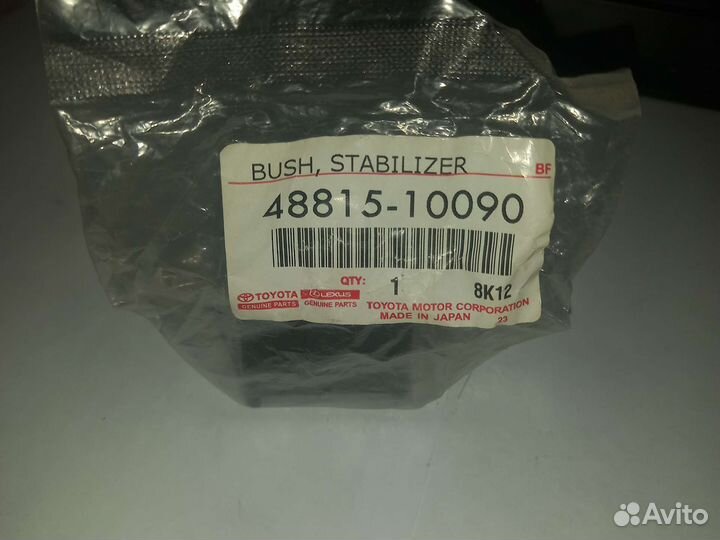 BUSH, STABILIZER BF
48815-10090
QTY: 1 8K12
TOYOTA LEXUS TOYOTA MOTOR CORPORATION
GENUINE PARTS GENUINE PARTS MADE IN JAPAN 23
Avito